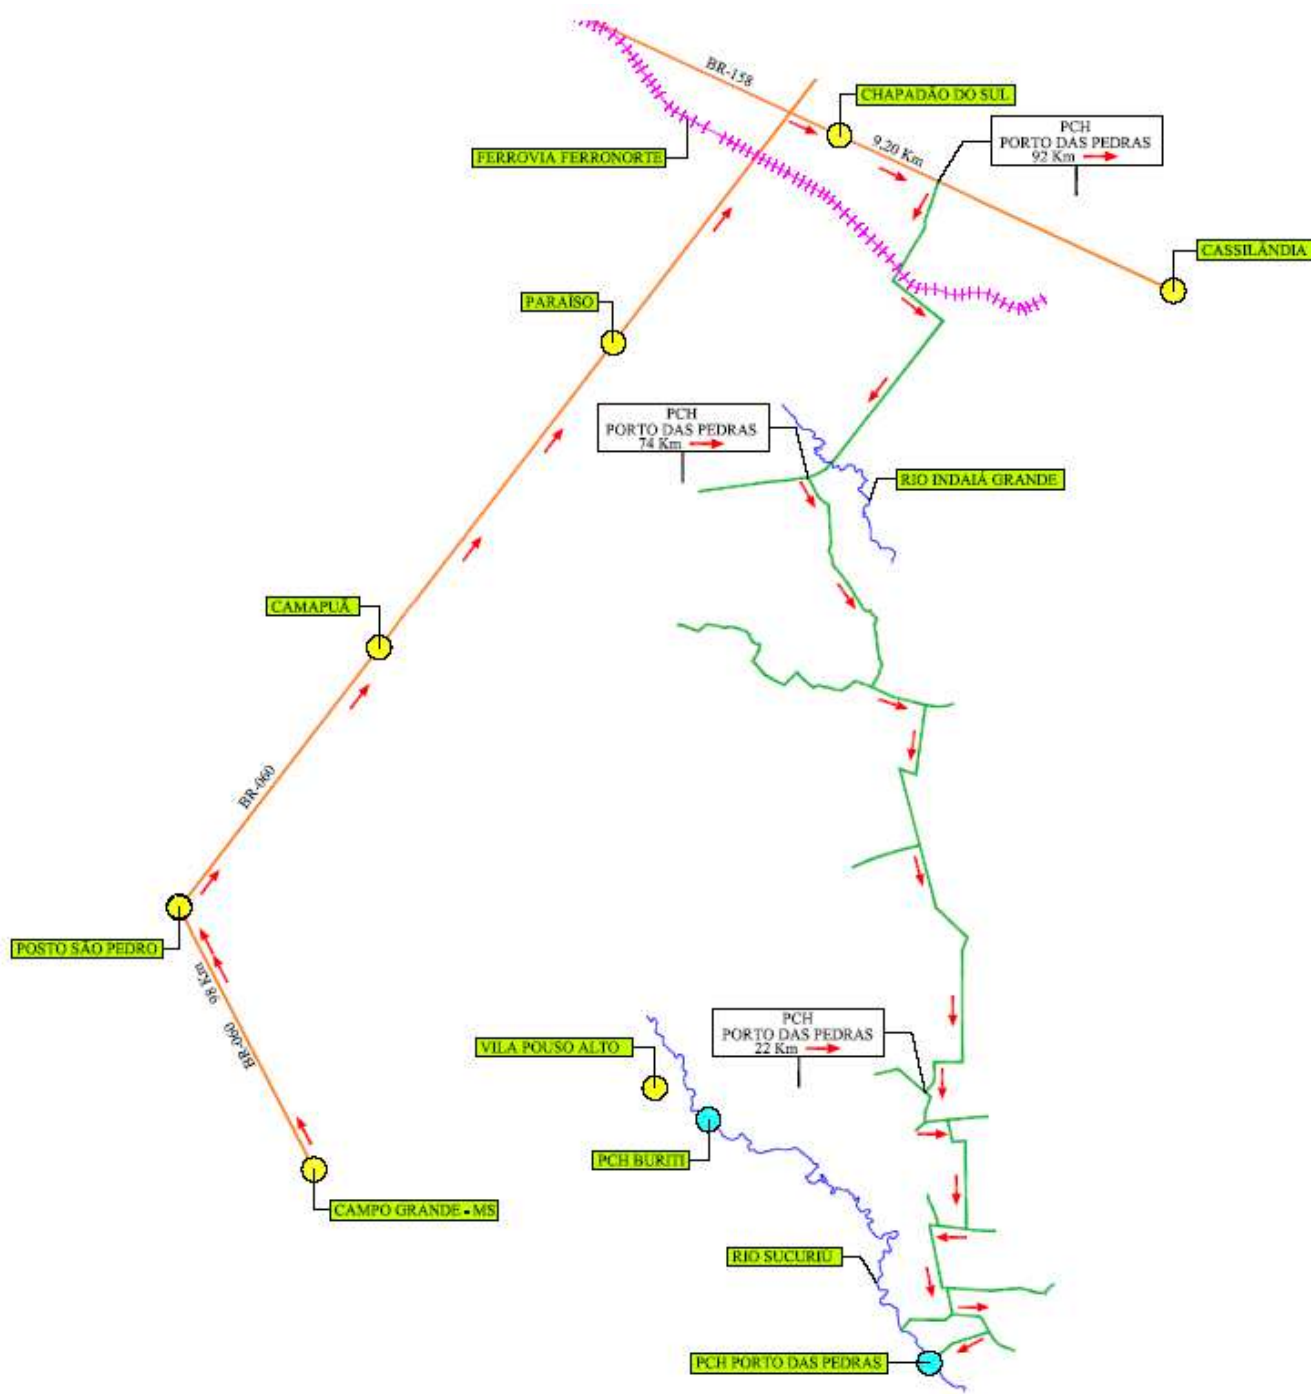 BR-158
CHAPADÃO DO SUL
PCH
PORTO DAS PEDRAS
92 Km
9,20 Km
FERROVIA FERRONORTE
CASSILÂNDIA
PARAÍSO
PCH
PORTO DAS PEDRAS
74 Km
RIO INDAIÁ GRANDE
CAMAPUÃ
BR-060
POSTO SÃO PEDRO
98 Km
BR-060
PCH
PORTO DAS PEDRAS
22 Km
VILA POUSO ALTO
PCH BURITI
CAMPO GRANDE - MS
RIO SUCURIÚ
PCH PORTO DAS PEDRAS